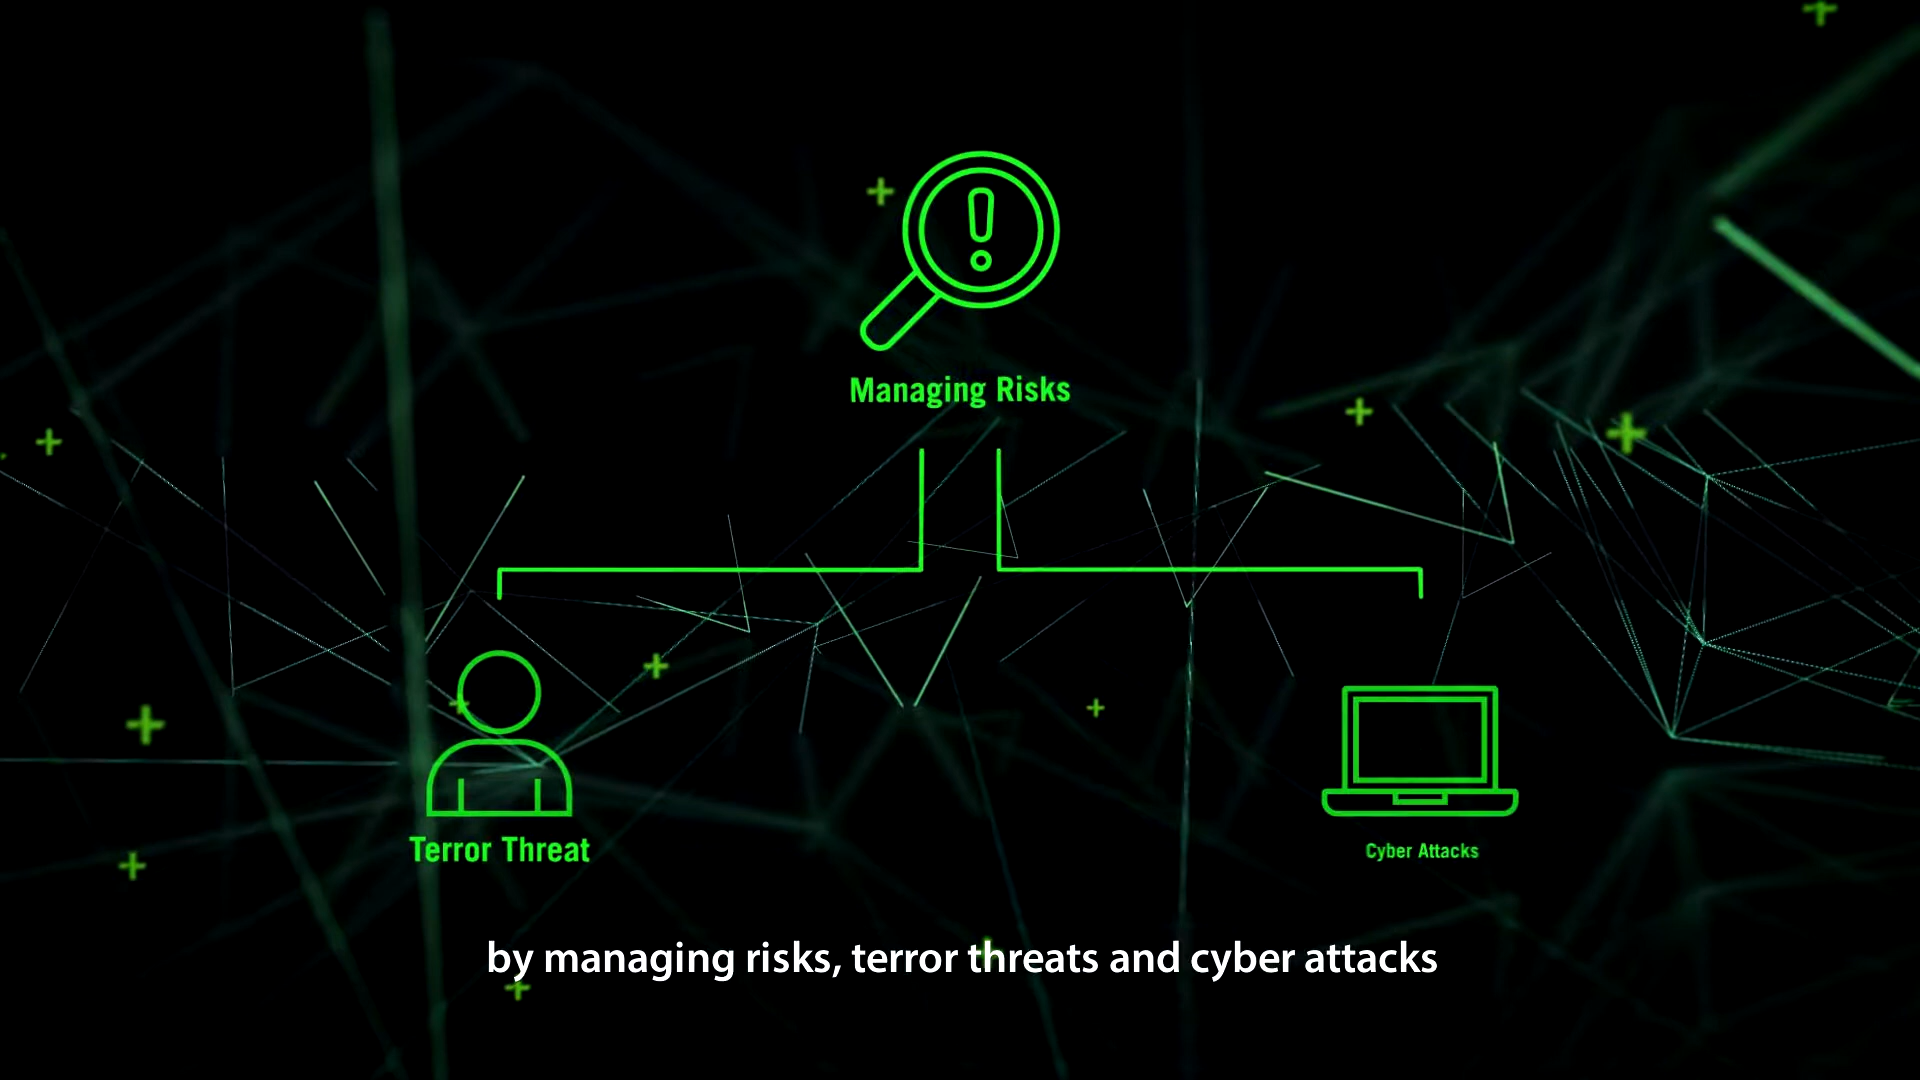 Managing Risks
Terror Threat
Cyber Attacks
by managing risks, terror threats and cyber attacks